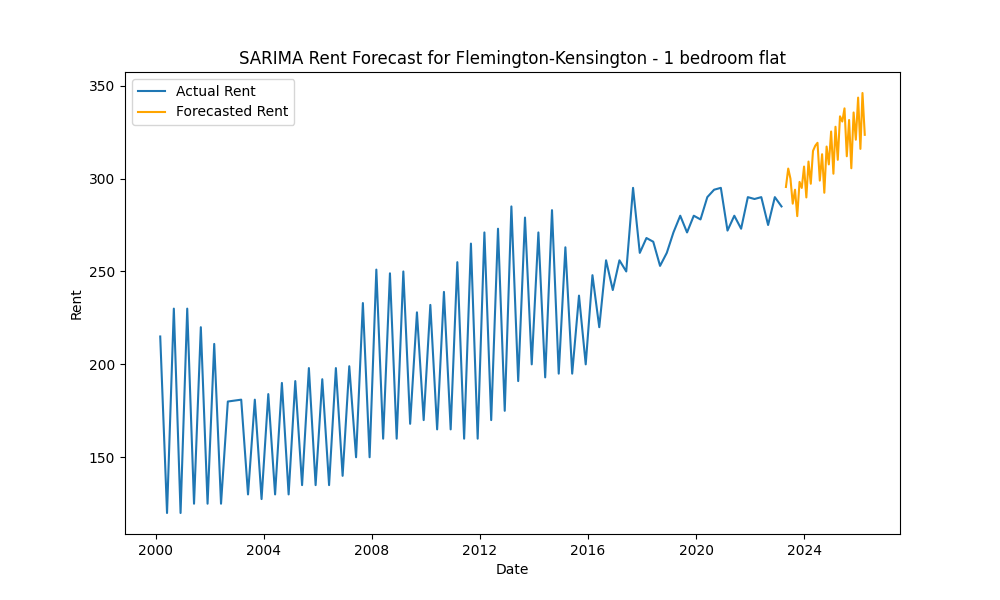 SARIMA Rent Forecast for Flemington-Kensington - 1 bedroom flat
Actual Rent
Forecasted Rent
350
300
250
200
150
Rent
2000
2004
2008
2012
2016
2020
2024
Date